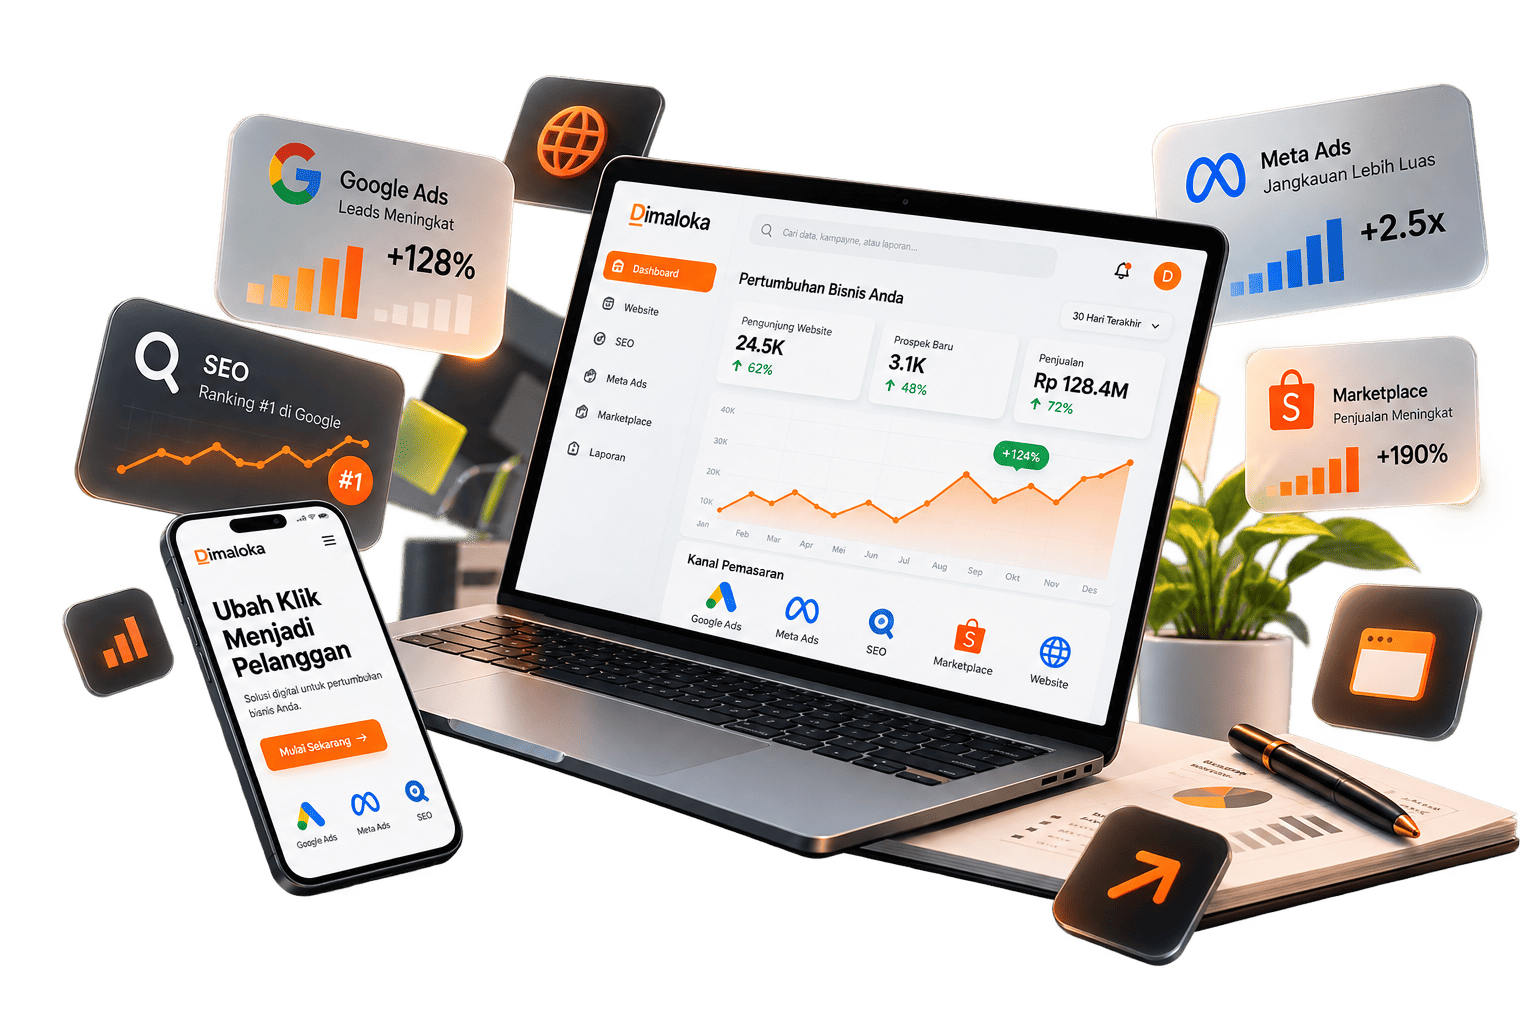 Google Ads
Leads Meningkat
+128%
SEO
Ranking #1 di Google
#1
Meta Ads
Jangkauan Lebih Luas
+2.5x
Marketplace
Penjualan Meningkat
+190%
Dimaloka
Cari data, kampayne, atau laporan...
D
Dashboard
Website
SEO
Meta Ads
Marketplace
Laporan
Pertumbuhan Bisnis Anda
30 Hari Terakhir
Pengunjung Website
24.5K
62%
Prospek Baru
3.1K
48%
Penjualan
Rp 128.4M
72%
40K
30K
20K
10K
+124%
Jan Feb Mar Apr Mei Jun Jul Aug Sep Okt Nov Des
Kanal Pemasaran
Google Ads
Meta Ads
SEO
Marketplace
Website
Dimaloka
Ubah Klik
Menjadi
Pelanggan
Solusi digital untuk pertumbuhan
bisnis Anda.
Mulai Sekarang →
Google Ads
Meta Ads
SEO